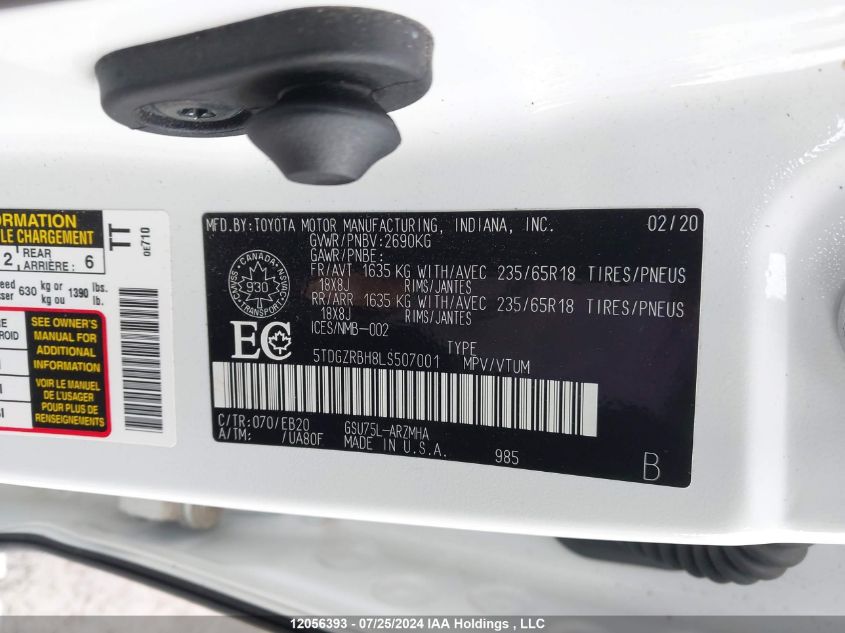 ORMATION
LE CHARGEMENT
2 REAR ARRIÈRE : 6
630 kg or kg ou 1390 lbs. lb.
SEE OWNER'S
MANUAL FOR
ADDITIONAL
INFORMATION
VOIR LE MANUEL
DE L'USAGER
POUR PLUS DE
RENSEIGNEMENTS
TT
0E710
MFD.BY:TOYOTA MOTOR MANUFACTURING, INDIANA, INC. 02/20
GVWR/PNBV:2690KG
GAWR/PNBE:
FR/AVT 1635 KG WITH/AVEC 235/65R18 TIRES/PNEUS
18X8J RIMS/JANTES
RR/ARR 1635 KG WITH/AVEC 235/65R18 TIRES/PNEUS
18X8J RIMS/JANTES
ICES/NMB-002
CANADA
930
TRANSPORT
EC
TYPE
5TDGZRBH8LS507001 MPV/VTUM
C/TR:070/EB20 GSU75L-ARZMHA
A/TM: /UA80F MADE IN U.S.A.
985
B
12056393 - 07/25/2024 IAA Holdings , LLC